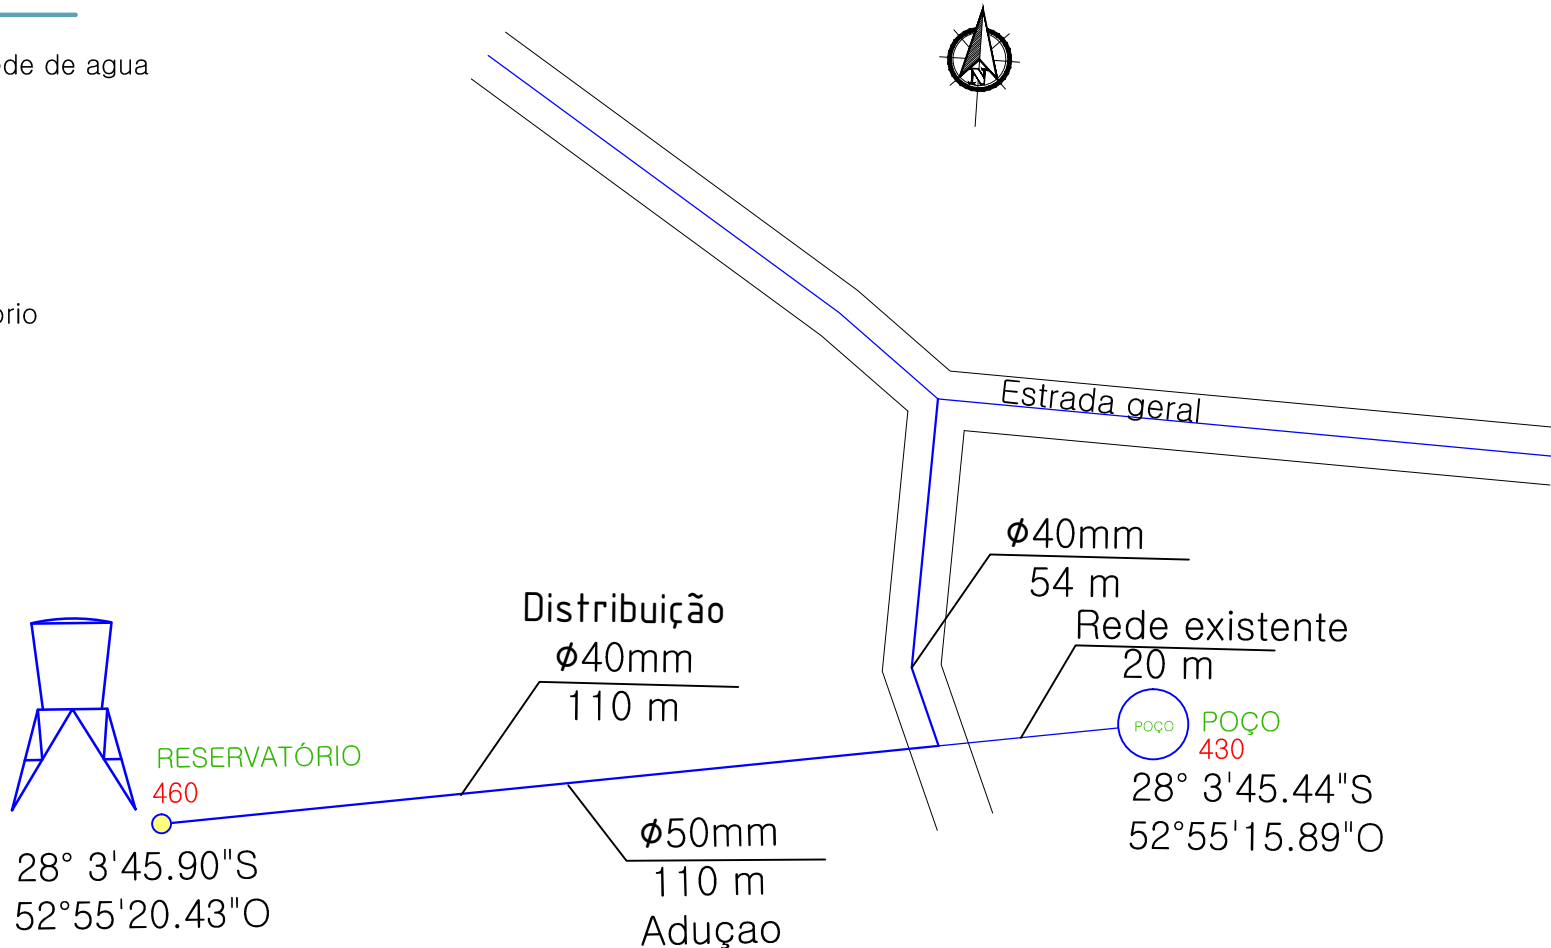 de de agua
N
Estrada geral
ϕ40mm
54 m
Distribuição
Rede existente
ϕ40mm
20 m
110 m
POÇO
POÇO
430
RESERVATÓRIO
460
28° 3'45.44"S
52°55'15.89"O
ϕ50mm
28° 3'45.90"S
110 m
52°55'20.43"O
Aduçao